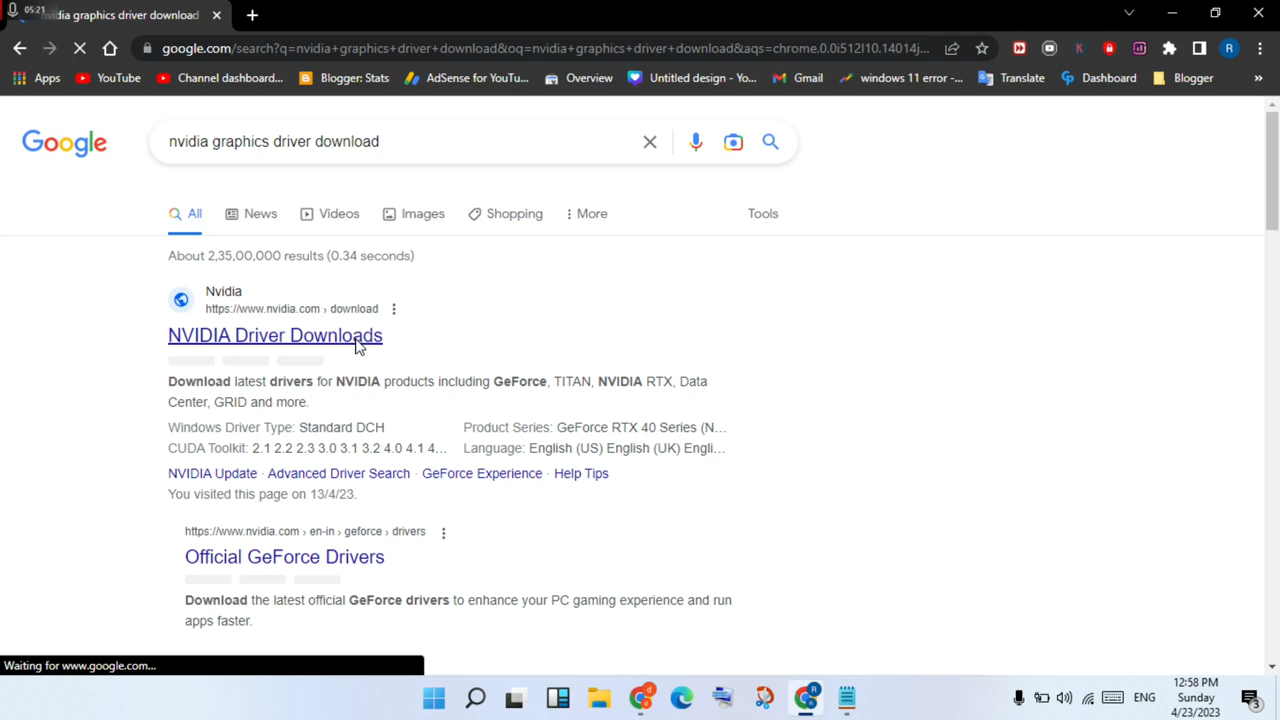 05:21
nvidia graphics driver download
google.com/search?q=nvidia+graphics+driver+download&oq=nvidia+graphics+driver+download&aqs=chrome.0.0i512l10.14014j...
Apps YouTube Channel dashboard... Blogger: Stats AdSense for YouTu... Overview Untitled design - Yo... Gmail windows 11 error -... Translate Dashboard Blogger »
Google nvidia graphics driver download
All News Videos Images Shopping More Tools
About 2,35,00,000 results (0.34 seconds)
Nvidia
https://www.nvidia.com › download
NVIDIA Driver Downloads
Download latest drivers for NVIDIA products including GeForce, TITAN, NVIDIA RTX, Data
Center, GRID and more.
Windows Driver Type: Standard DCH Product Series: GeForce RTX 40 Series (N...
CUDA Toolkit: 2.1 2.2 2.3 3.0 3.1 3.2 4.0 4.1 4... Language: English (US) English (UK) Engli...
NVIDIA Update · Advanced Driver Search · GeForce Experience · Help Tips
You visited this page on 13/4/23.
https://www.nvidia.com › en-in › geforce › drivers
Official GeForce Drivers
Download the latest official GeForce drivers to enhance your PC gaming experience and run
apps faster.
Waiting for www.google.com...
ENG
12:58 PM
Sunday
4/23/2023
3